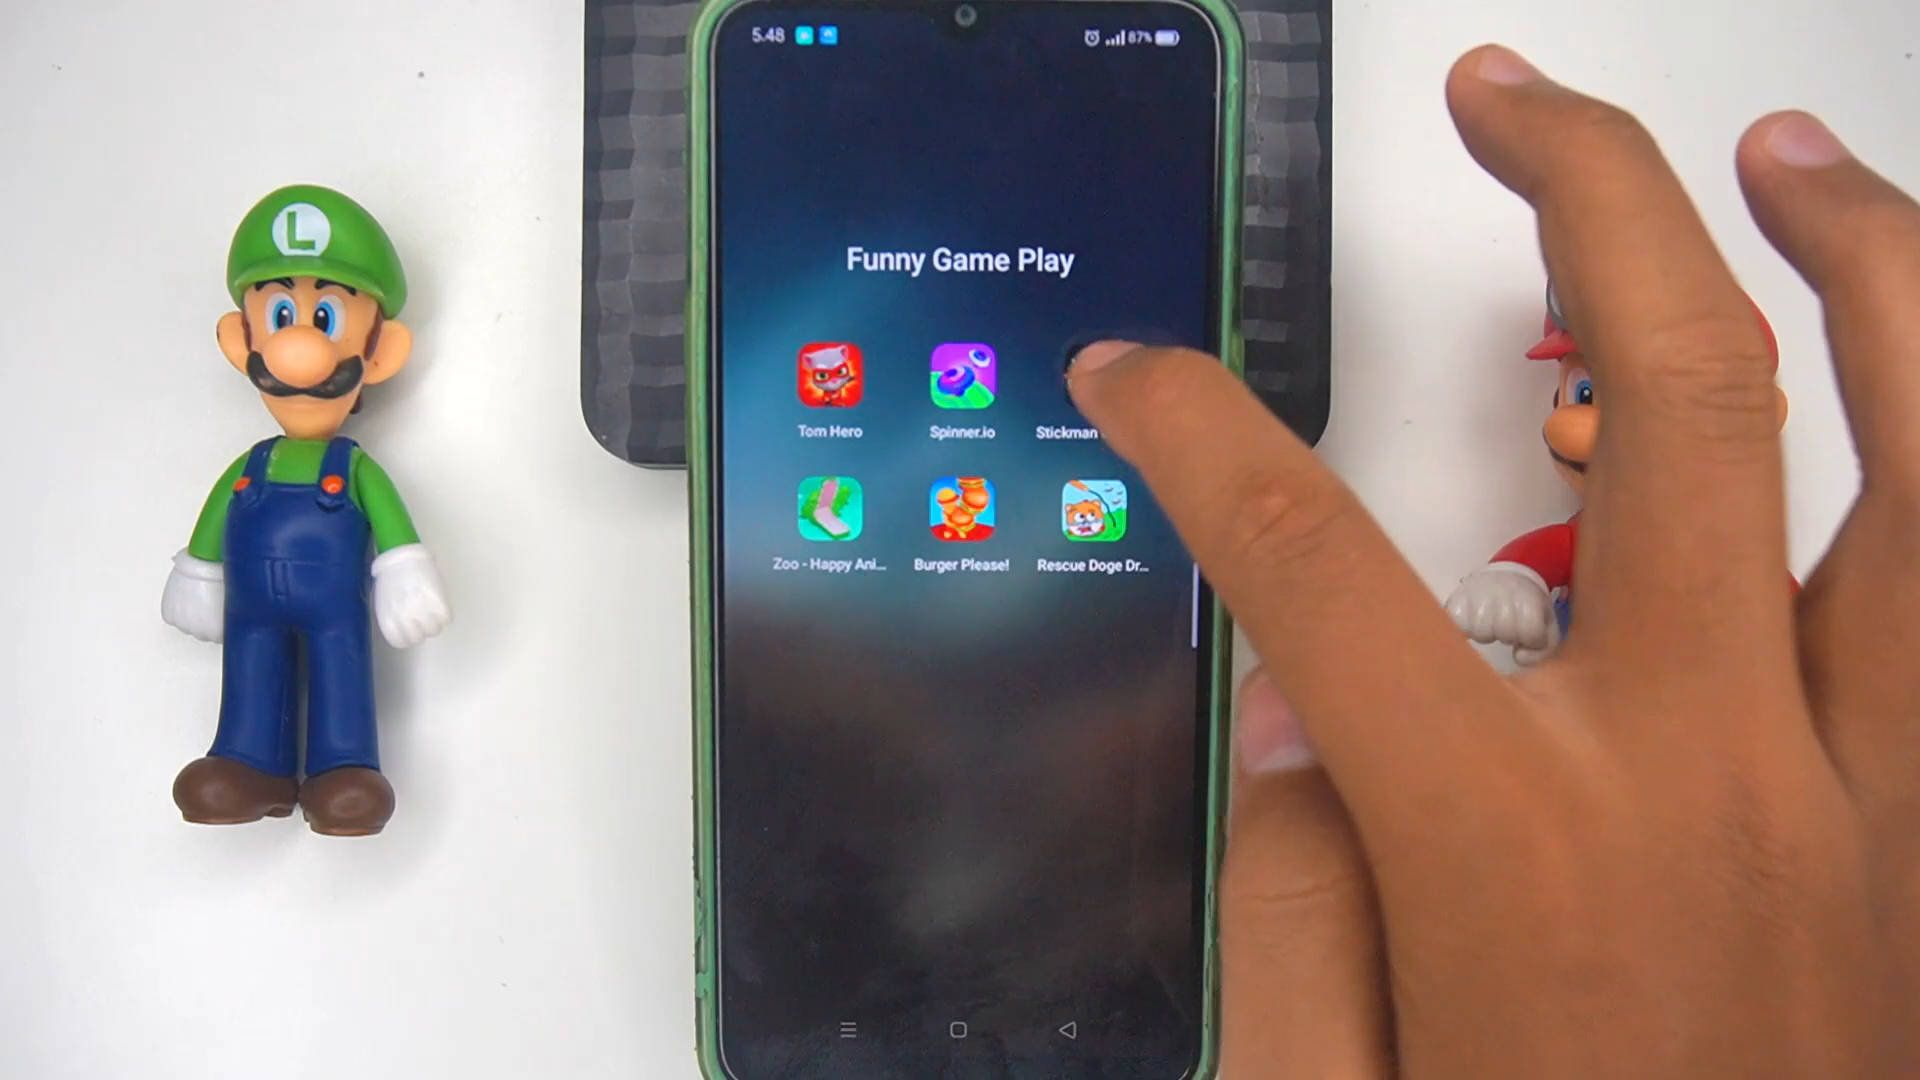 L
5.48
87%
Funny Game Play
Tom Hero
Spinner.io
Stickman
Zoo - Happy Ani...
Burger Please!
Rescue Doge Dr...